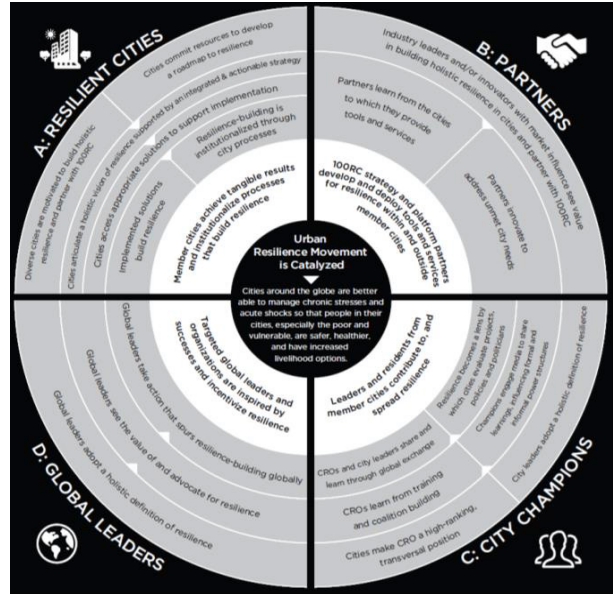 A: RESILIENT CITIES
Diverse cities are motivated to build holistic
resilience and partner with 100RC
Cities commit resources to develop
a roadmap to resilience
Cities articulate a holistic vision of resilience supported by an integrated & actionable strategy
Cities access appropriate solutions to support implementation
Implemented solutions
build resilience
Resilience-building is
institutionalized through
city processes
Member cities achieve tangible results
and institutionalize processes
that build resilience
B: PARTNERS
Industry leaders and/or innovators with market influence see value
in building holistic resilience in cities and partner with 100RC
Partners learn from the cities
to which they provide
tools and services
Partners innovate to
address unmet city needs
100RC strategy and platform partners
develop and deploy tools and services
for resilience within and outside
member cities
Urban
Resilience Movement
is Catalyzed
Cities around the globe are better
able to manage chronic stresses and
acute shocks so that people in their
cities, especially the poor and
vulnerable, are safer, healthier,
and have increased
livelihood options.
Targeted global leaders and
organizations are inspired by
successes and incentivize resilience
Global leaders take action that spurs resilience-building globally
Global leaders see the value of and advocate for resilience
Global leaders adopt a holistic definition of resilience
D: GLOBAL LEADERS
Leaders and residents from
member cities contribute to, and
spread resilience
Resilience becomes a lens by
which cities evaluate projects,
policies and politicians
Champions engage media to share
learnings, influencing formal and
informal power structures
City leaders adopt a holistic definition of resilience
CROs and city leaders share and
learn through global exchange
CROs learn from training
and coalition building
Cities make CRO a high-ranking,
transversal position
C: CITY CHAMPIONS